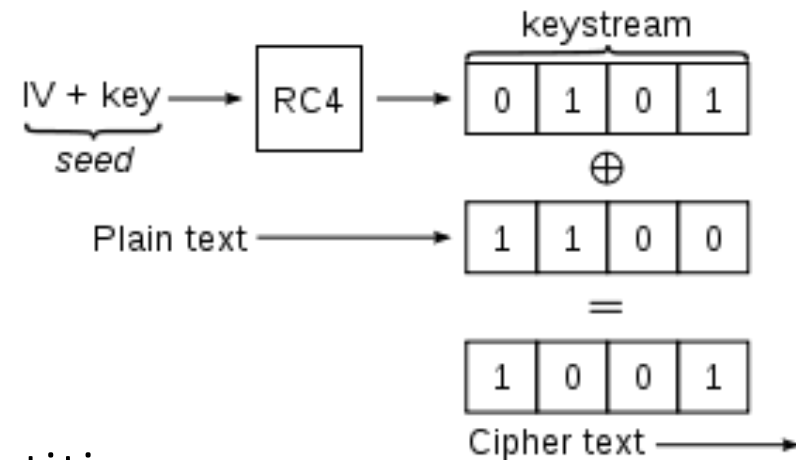 keystream
IV + key RC4 0 1 0 1
seed
⊕
Plain text 1 1 0 0
=
1 0 0 1
Cipher text